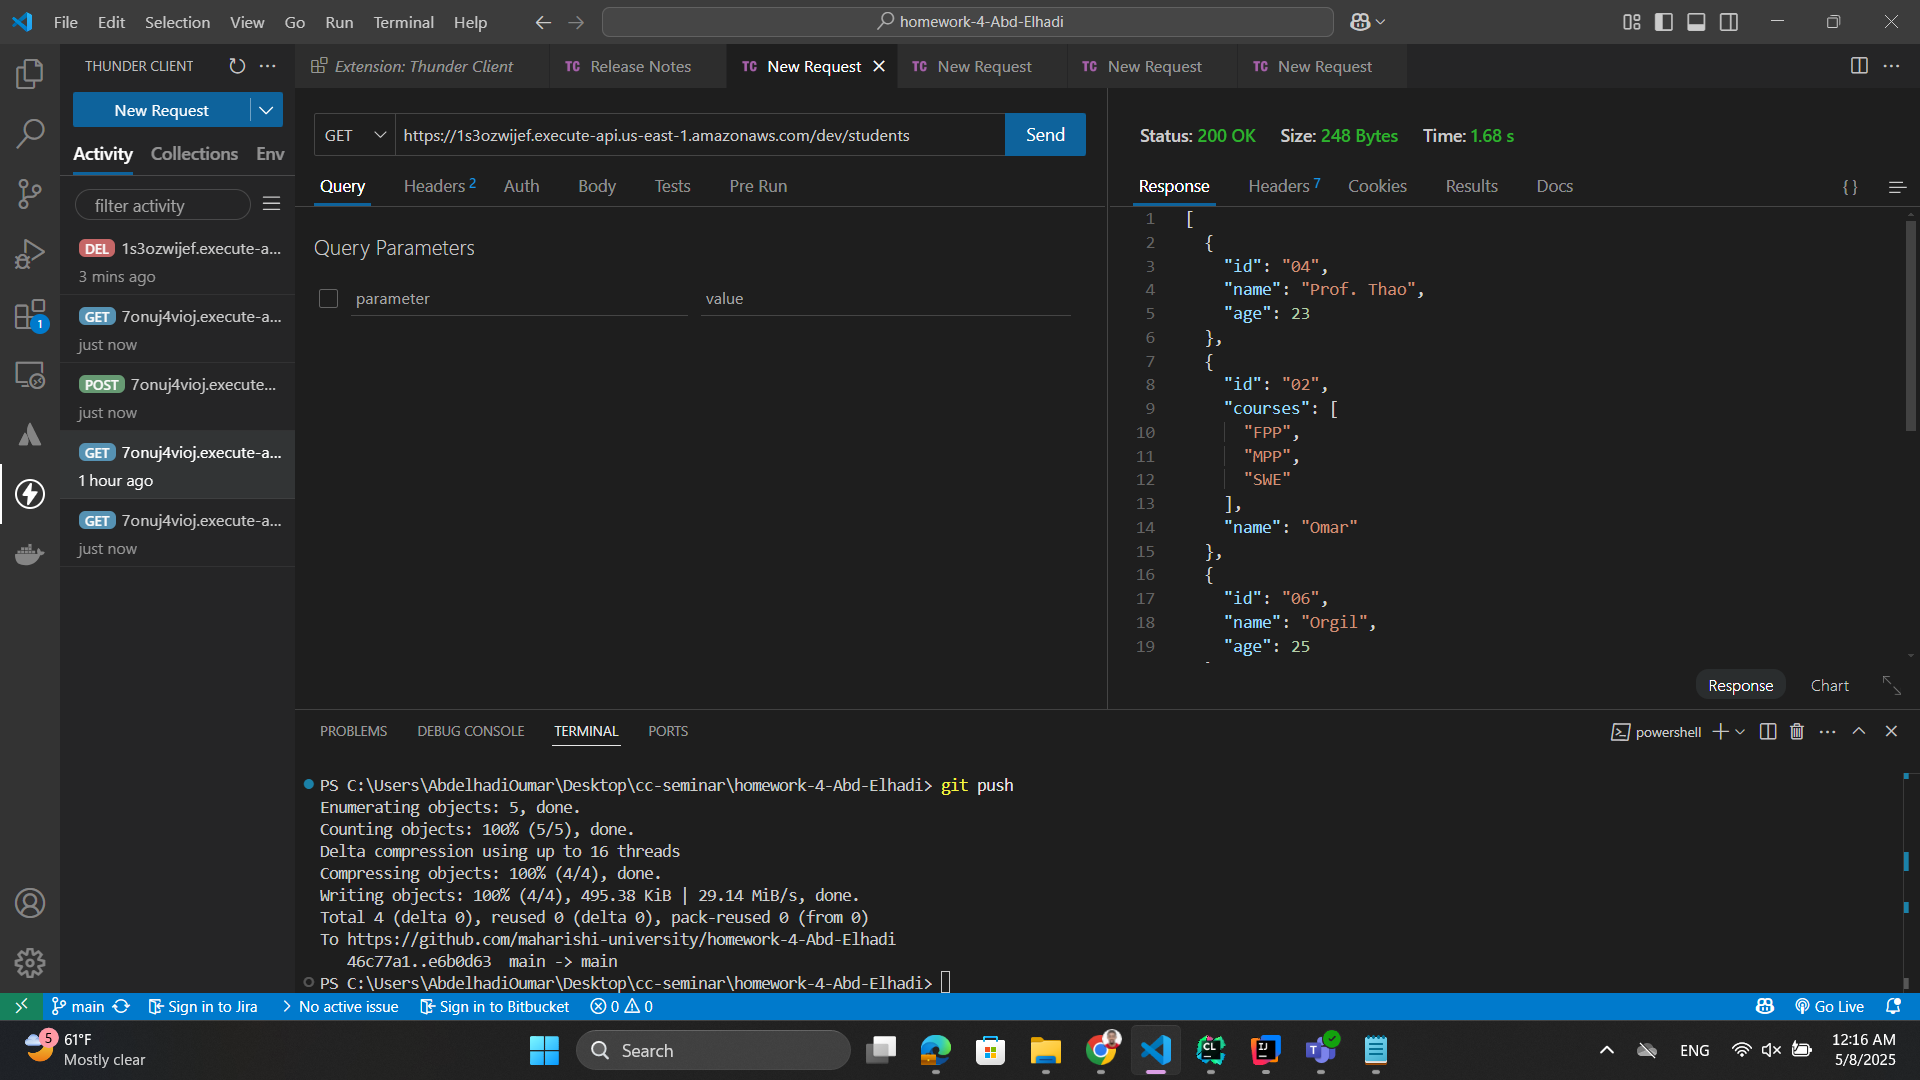 File Edit Selection View Go Run Terminal Help
homework-4-Abd-Elhadi
THUNDER CLIENT
New Request
Activity Collections Env
filter activity
DEL 1s3ozwijef.execute-a...
3 mins ago
GET 7onuj4vioj.execute-a...
just now
POST 7onuj4vioj.execute...
just now
GET 7onuj4vioj.execute-a...
1 hour ago
GET 7onuj4vioj.execute-a...
just now
1
Extension: Thunder Client
TC Release Notes
TC New Request
TC New Request
TC New Request
TC New Request
GET https://1s3ozwijef.execute-api.us-east-1.amazonaws.com/dev/students Send
Query Headers 2 Auth Body Tests Pre Run
Query Parameters
parameter value
Status: 200 OK Size: 248 Bytes Time: 1.68 s
Response Headers 7 Cookies Results Docs {}
1 [
2 {
3 "id": "04",
4 "name": "Prof. Thao",
5 "age": 23
6 },
7 {
8 "id": "02",
9 "courses": [
10 "FPP",
11 "MPP",
12 "SWE"
13 ],
14 "name": "Omar"
15 },
16 {
17 "id": "06",
18 "name": "Orgil",
19 "age": 25
Response Chart
PROBLEMS DEBUG CONSOLE TERMINAL PORTS
powershell
PS C:\Users\AbdelhadiOumar\Desktop\cc-seminar\homework-4-Abd-Elhadi> git push
Enumerating objects: 5, done.
Counting objects: 100% (5/5), done.
Delta compression using up to 16 threads
Compressing objects: 100% (4/4), done.
Writing objects: 100% (4/4), 495.38 KiB | 29.14 MiB/s, done.
Total 4 (delta 0), reused 0 (delta 0), pack-reused 0 (from 0)
To https://github.com/maharishi-university/homework-4-Abd-Elhadi
46c77a1..e6b0d63 main -> main
PS C:\Users\AbdelhadiOumar\Desktop\cc-seminar\homework-4-Abd-Elhadi>
main Sign in to Jira No active issue Sign in to Bitbucket 0 0 Go Live
5 61°F
Mostly clear
Search
ENG
12:16 AM
5/8/2025